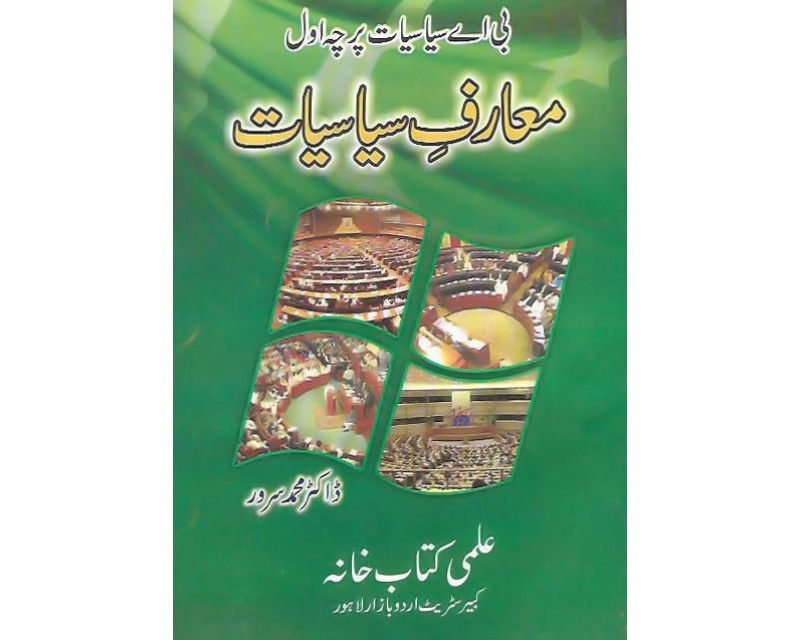 بی اے سیاسیات پرچہ اول
معارفِ سیاسیات
ڈاکٹر محمد سرور
علمی کتاب خانہ
کبیر سٹریٹ اردو بازار لاہور